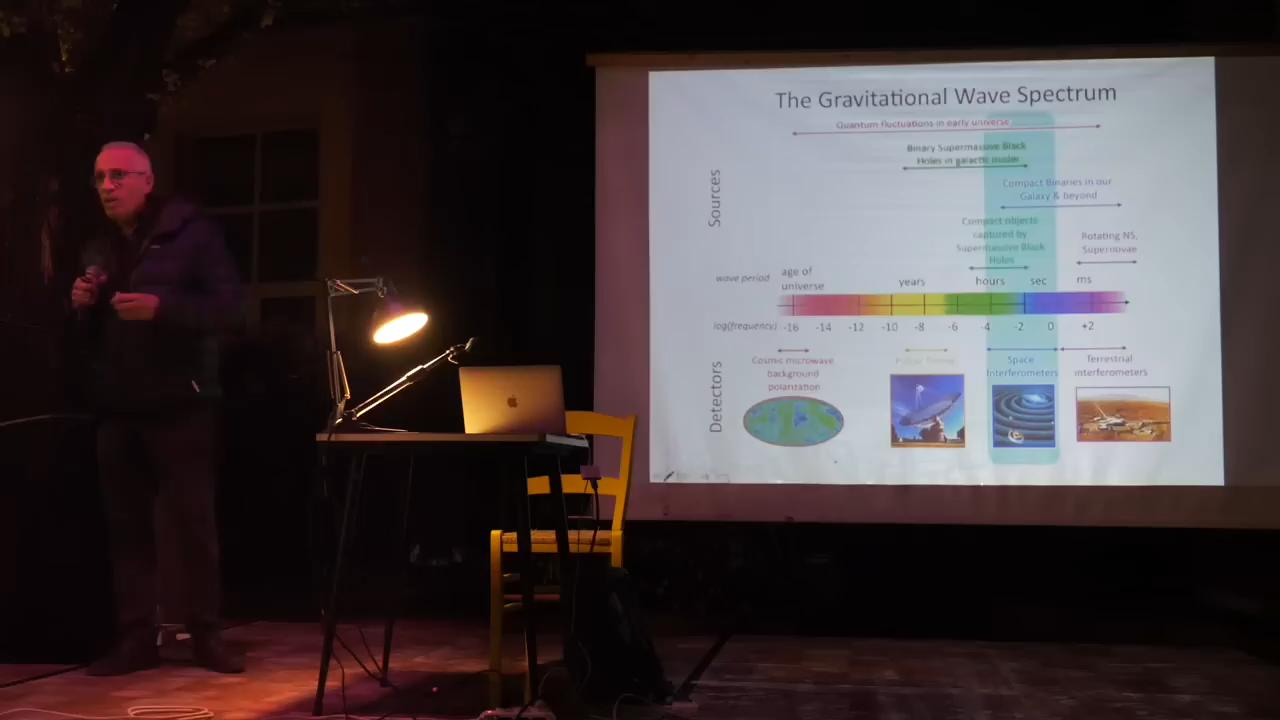 The Gravitational Wave Spectrum
Quantum fluctuations in early universe
Binary Supermassive Black
Holes in galactic nuclei
Compact Binaries in our
Galaxy & beyond
Compact objects
captured by
Supermassive Black
Holes
Rotating NS,
Supernovae
Sources
wave period
age of
universe
years
hours
sec
ms
log(frequency)
-16
-14
-12
-10
-8
-6
-4
-2
0
+2
Detectors
Cosmic microwave
background
polarization
Pulsar Timing
Space
Interferometers
Terrestrial
interferometers